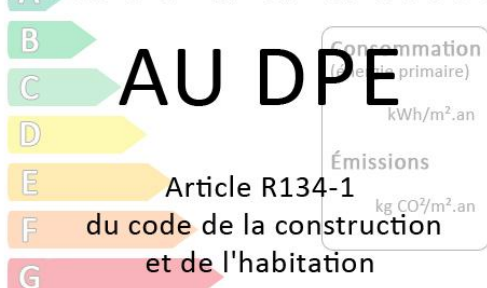 B
Consommation
(énergie primaire)
AU DPE
C
kWh/m².an
D
Émissions
E
Article R134-1
kg CO²/m².an
F
du code de la construction
et de l'habitation
G